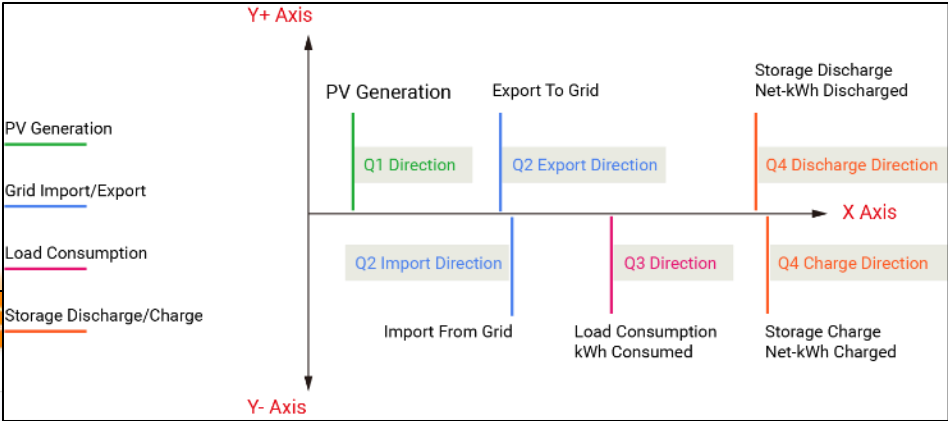 Y+ Axis
PV Generation
Export To Grid
Storage Discharge
Net-kWh Discharged
PV Generation
Q1 Direction
Q2 Export Direction
Q4 Discharge Direction
Grid Import/Export
X Axis
Load Consumption
Q2 Import Direction
Q3 Direction
Q4 Charge Direction
Storage Discharge/Charge
Import From Grid
Load Consumption
kWh Consumed
Storage Charge
Net-kWh Charged
Y- Axis